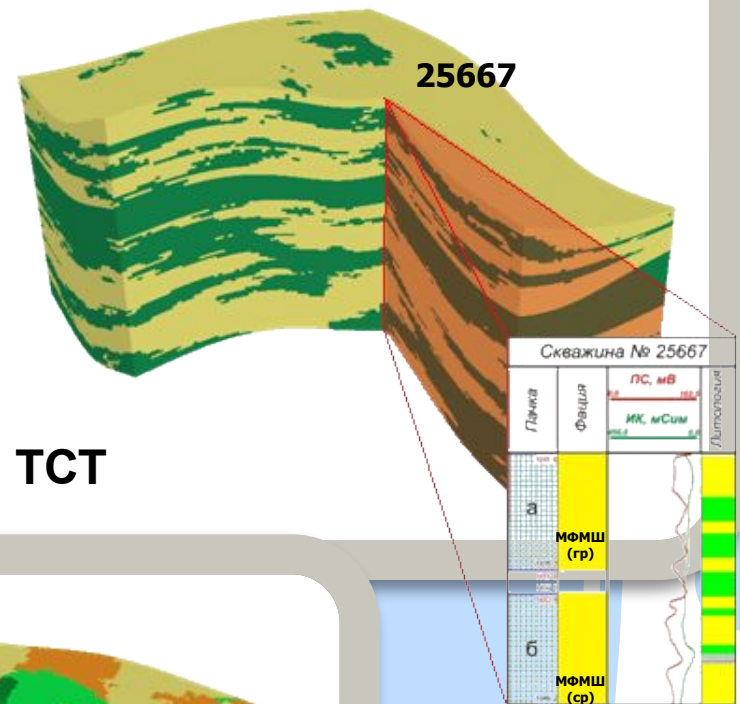 25667
ТСТ
Скважина № 25667
Пачка
Фация
ПС, мВ
ИК, мСим
Литология
а
МФМШ
(гр)
б
МФМШ
(ср)